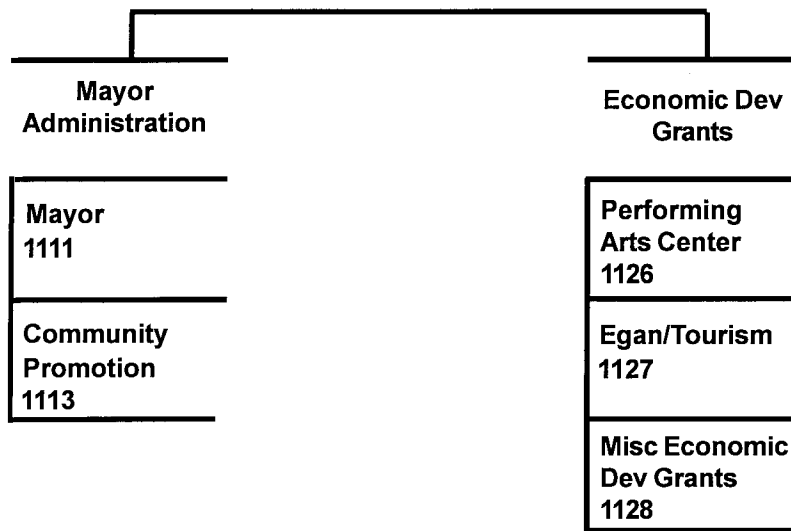 Mayor
Administration
Mayor
1111
Community
Promotion
1113
Economic Dev
Grants
Performing
Arts Center
1126
Egan/Tourism
1127
Misc Economic
Dev Grants
1128